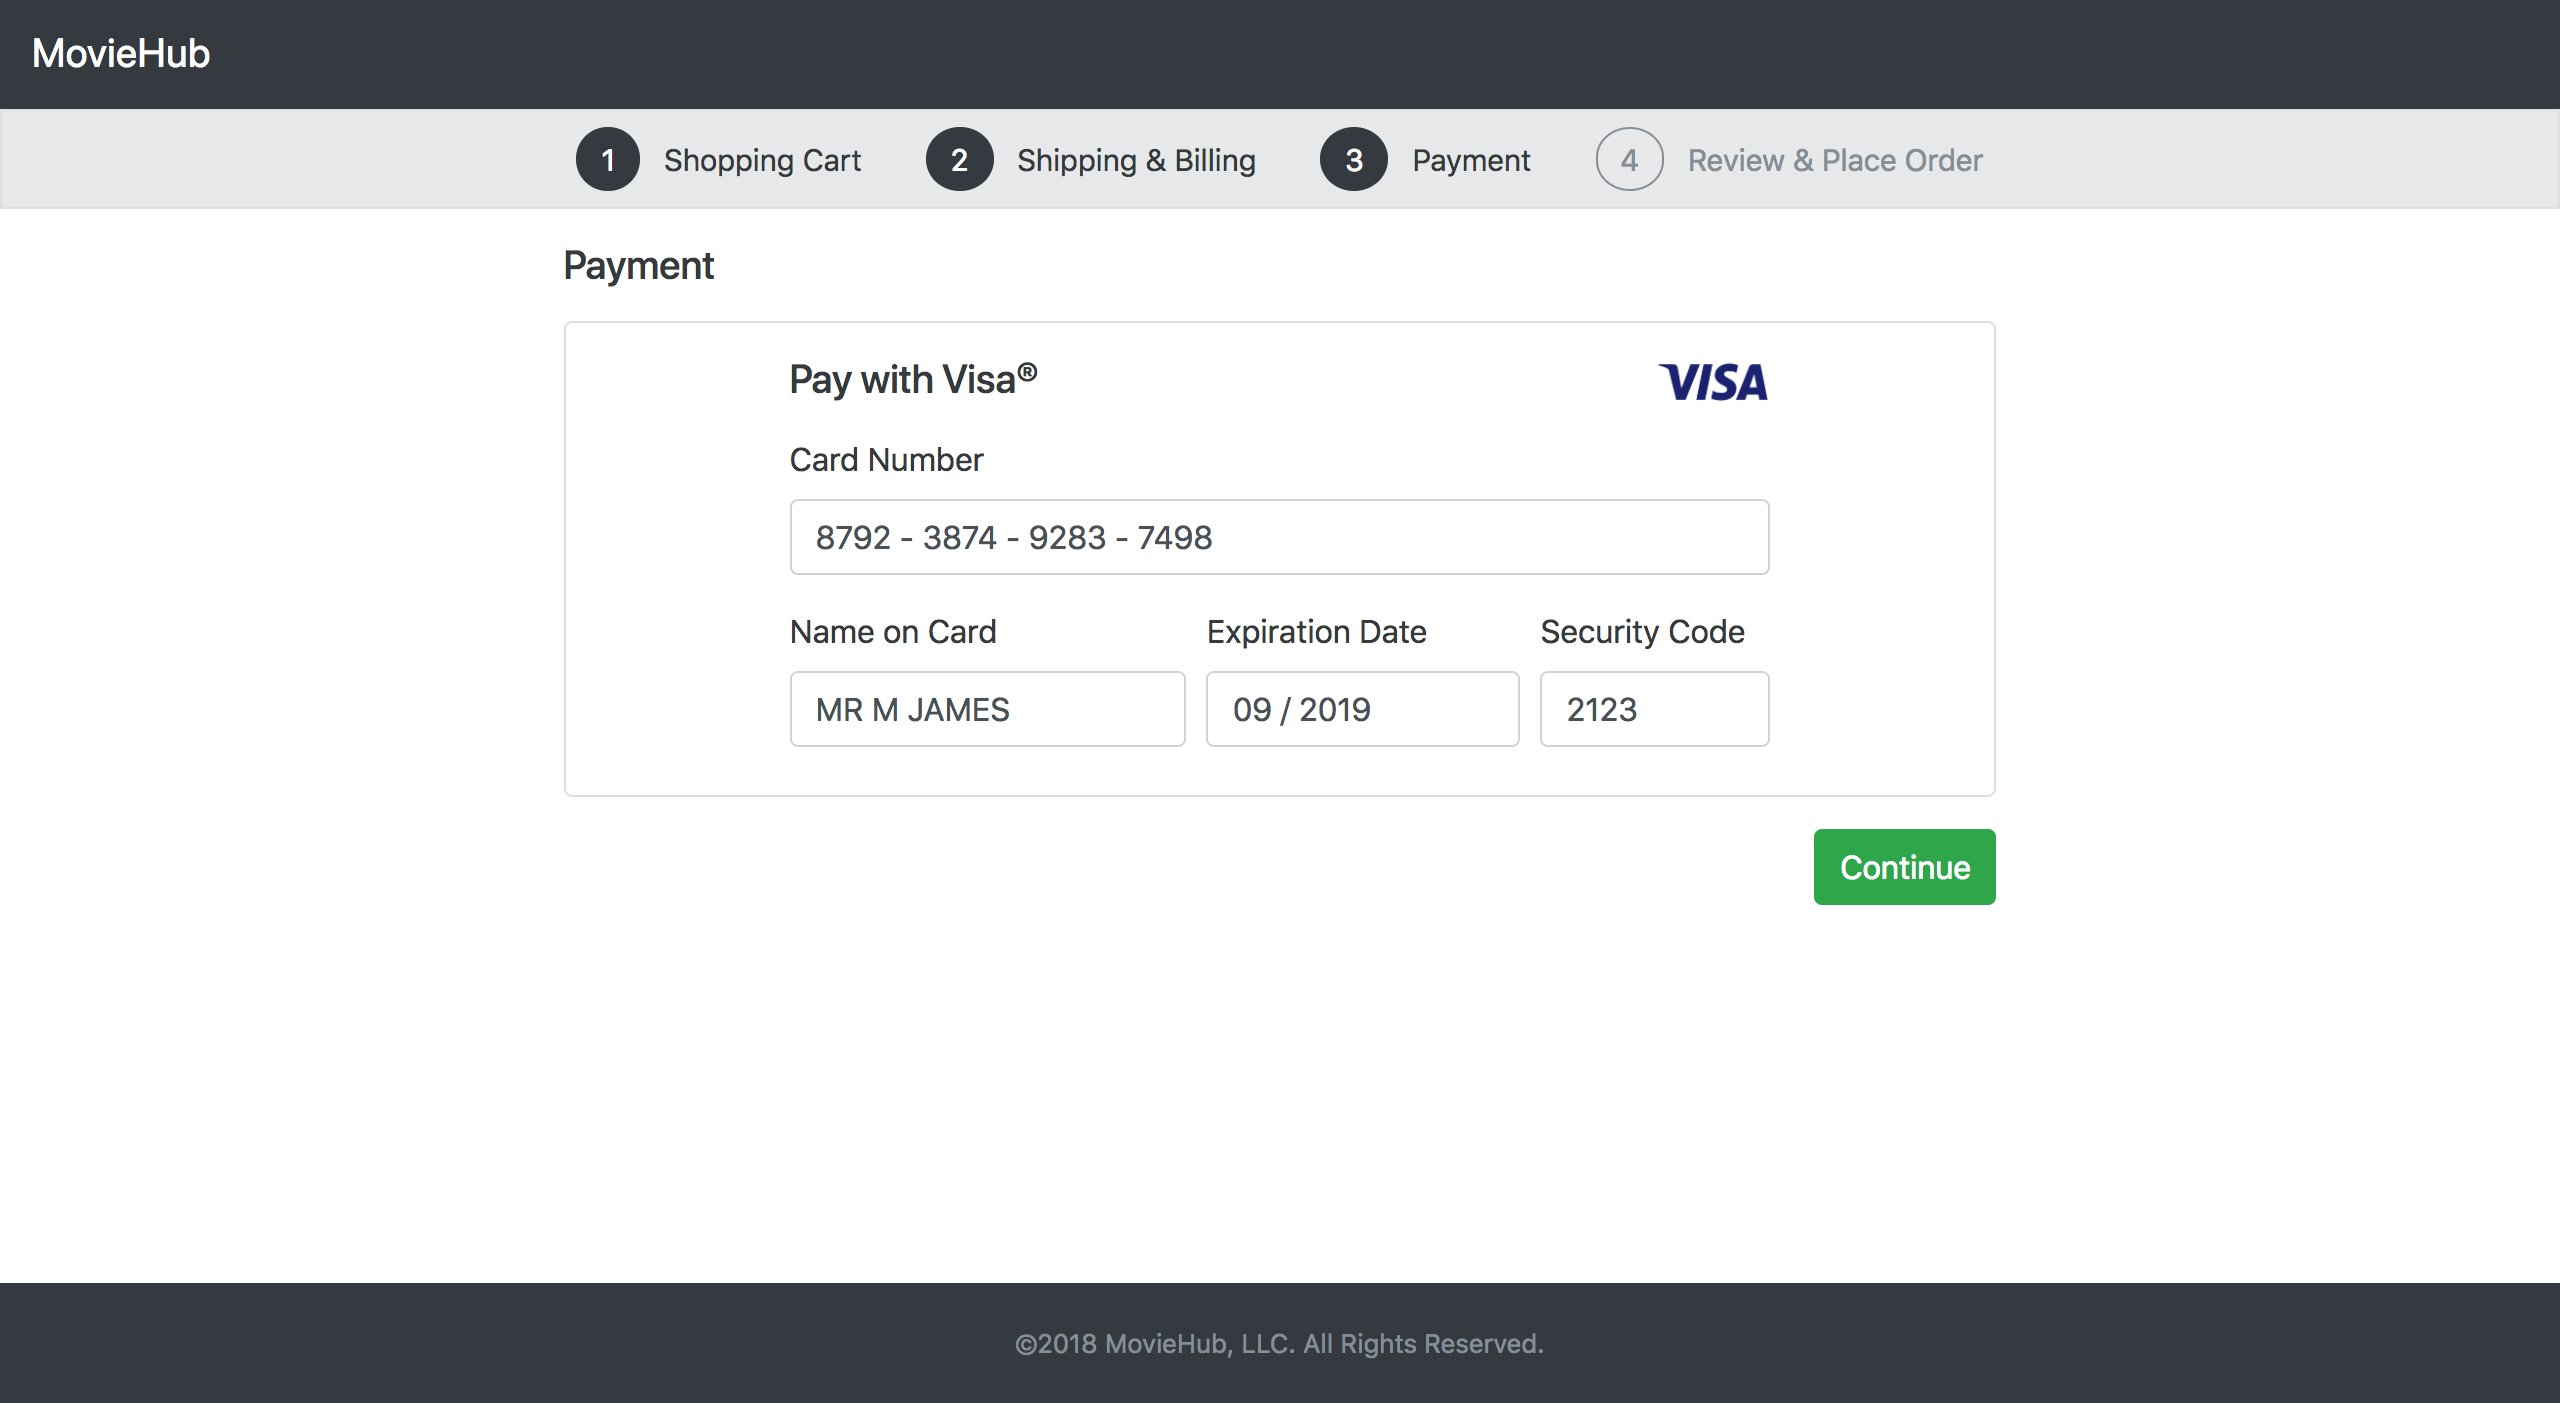 MovieHub
1 Shopping Cart 2 Shipping & Billing 3 Payment 4 Review & Place Order
Payment
Pay with Visa® VISA
Card Number
8792 - 3874 - 9283 - 7498
Name on Card Expiration Date Security Code
MR M JAMES 09 / 2019 2123
Continue
©2018 MovieHub, LLC. All Rights Reserved.